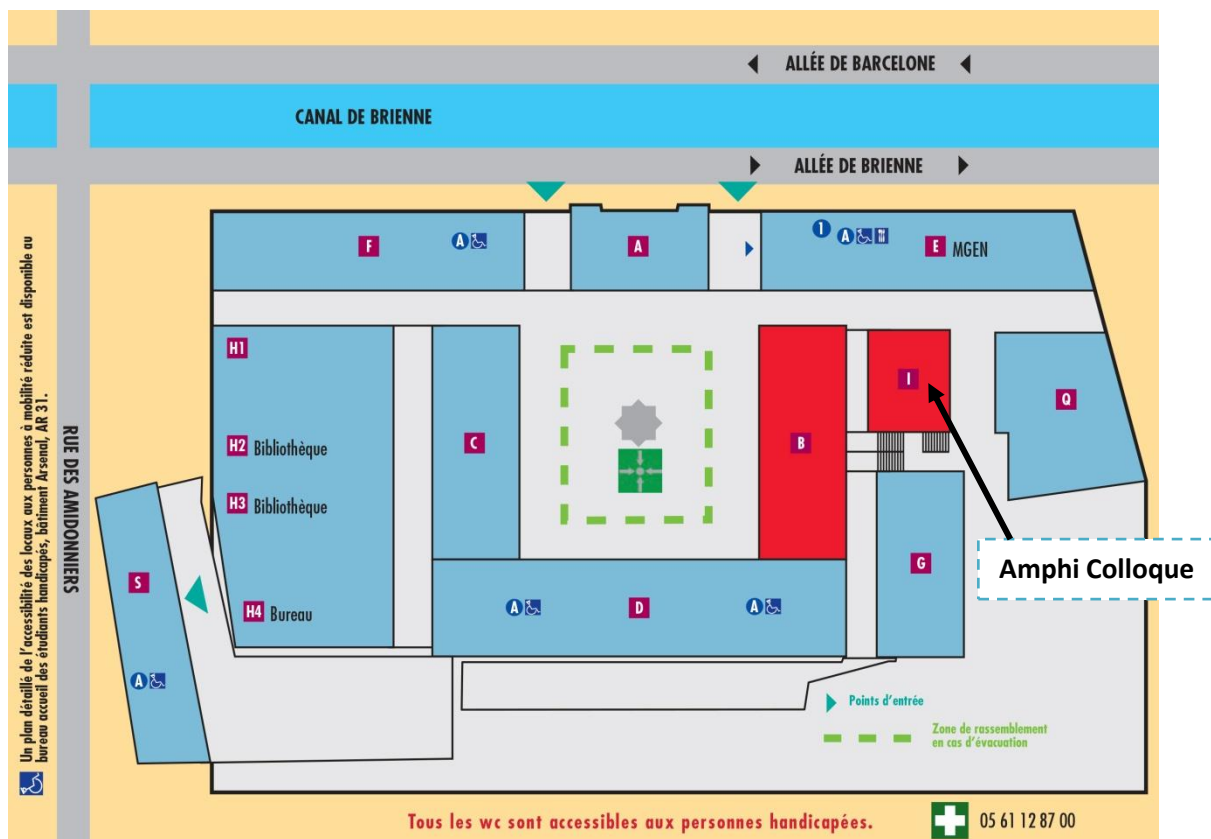 ALLÉE DE BARCELONE
CANAL DE BRIENNE
ALLÉE DE BRIENNE
F
A
A
1
A
E MGEN
H1
I
Q
C
B
H2 Bibliothèque
H3 Bibliothèque
RUE DES AMIDONNIERS
Un plan détaillé de l'accessibilité des locaux aux personnes à mobilité réduite est disponible au
bureau accueil des étudiants handicapés, bâtiment Arsenal, AR 31.
Amphi Colloque
G
S
H4 Bureau
A
D
A
A
Points d'entrée
Zone de rassemblement
en cas d'évacuation
Tous les wc sont accessibles aux personnes handicapées.
05 61 12 87 00